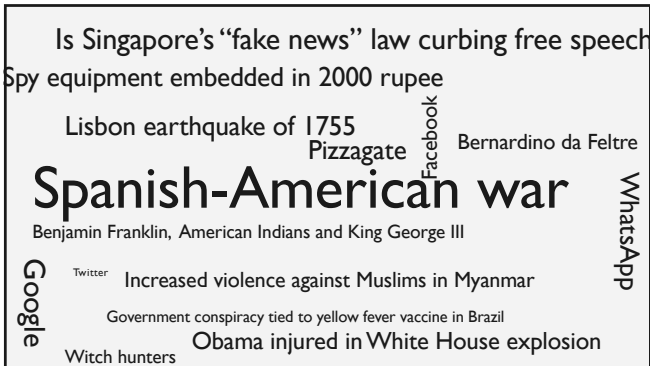 Is Singapore's “fake news” law curbing free speech
Spy equipment embedded in 2000 rupee
Facebook
Lisbon earthquake of 1755
Bernardino da Feltre
Pizzagate
Spanish-American war
WhatsApp
Benjamin Franklin, American Indians and King George III
Google
Twitter
Increased violence against Muslims in Myanmar
Government conspiracy tied to yellow fever vaccine in Brazil
Obama injured in White House explosion
Witch hunters